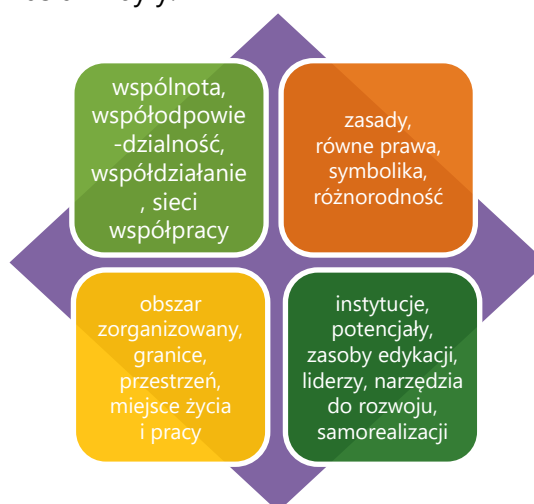 wspólnota,
współodpowie
-dzialność,
współdziałanie
, sieci
współpracy
zasady,
równe prawa,
symbolika,
różnorodność
obszar
zorganizowany,
granice,
przestrzeń,
miejsce życia
i pracy
instytucje,
potencjały,
zasoby edykacji,
liderzy, narzędzia
do rozwoju,
samorealizacji